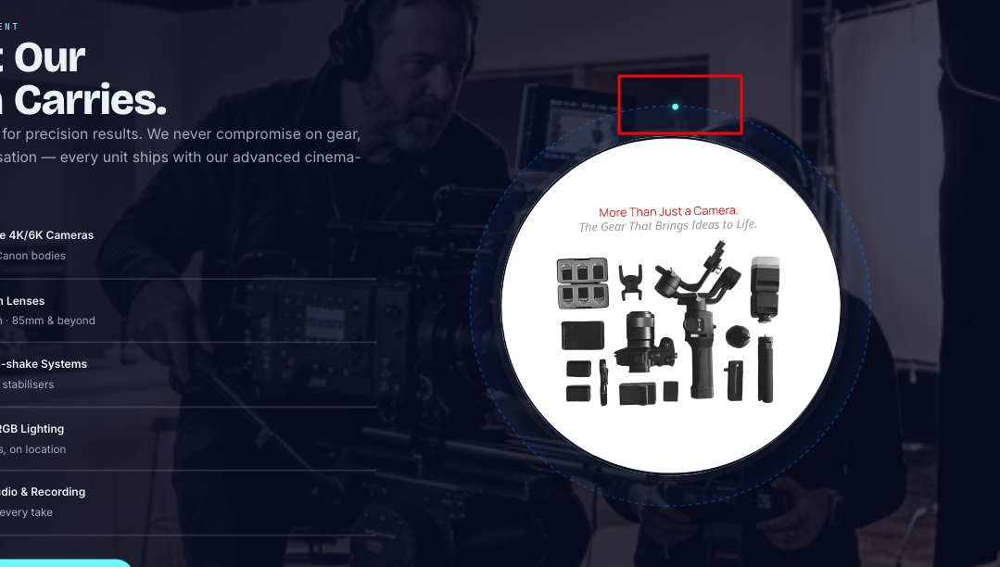 ENT
t Our
n Carries.
for precision results. We never compromise on gear,
sation — every unit ships with our advanced cinema-
e 4K/6K Cameras
Canon bodies
n Lenses
n · 85mm & beyond
-shake Systems
stabilisers
RGB Lighting
s, on location
dio & Recording
every take
More Than Just a Camera.
The Gear That Brings Ideas to Life.